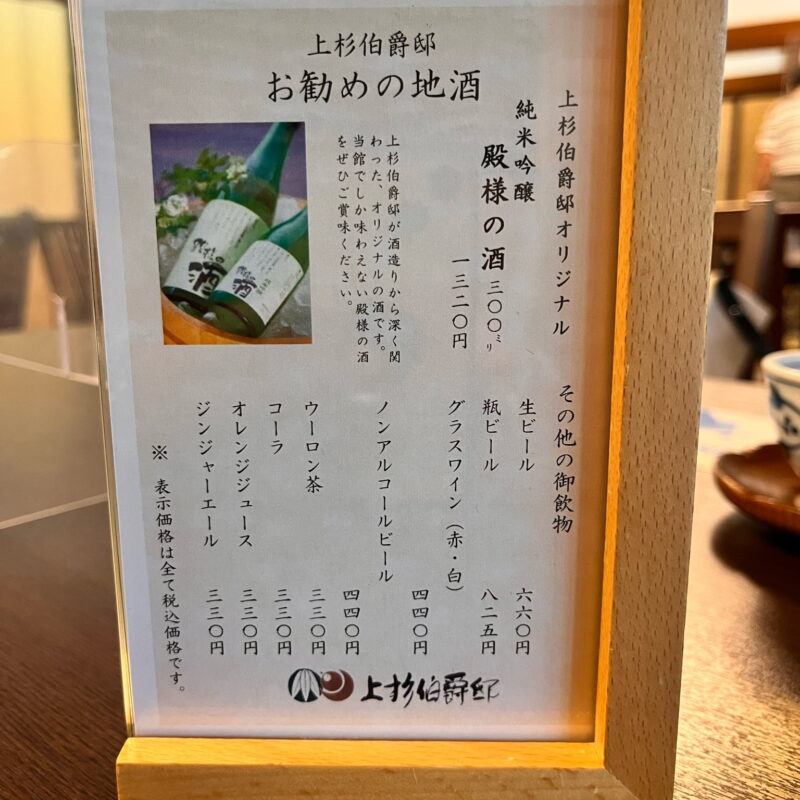 上杉伯爵邸
お勧めの地酒
上杉伯爵邸オリジナル
純米吟醸
殿様の酒 三〇〇ミリ
一三二〇円
上杉伯爵邸が酒造りから深く関
わった、オリジナルの酒です。
当館でしか味わえない殿様の酒
をぜひご賞味ください。
その他の御飲物
生ビール 六六〇円
瓶ビール 八二五円
グラスワイン（赤・白）
四四〇円
ノンアルコールビール
四四〇円
ウーロン茶 三三〇円
コーラ 三三〇円
オレンジジュース 三三〇円
ジンジャーエール 三三〇円
※ 表示価格は全て税込価格です。
上杉伯爵邸